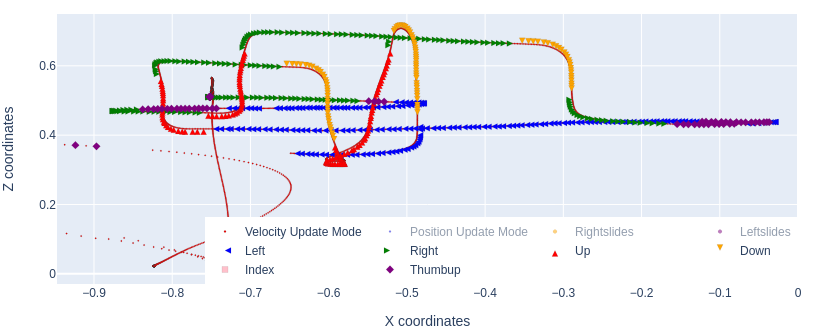 0.6
0.4
0.2
0
Z coordinates
Velocity Update Mode
Position Update Mode
Rightslides
Leftslides
Left
Right
Up
Down
Index
Thumbup
−0.9 −0.8 −0.7 −0.6 −0.5 −0.4 −0.3 −0.2 −0.1 0
X coordinates